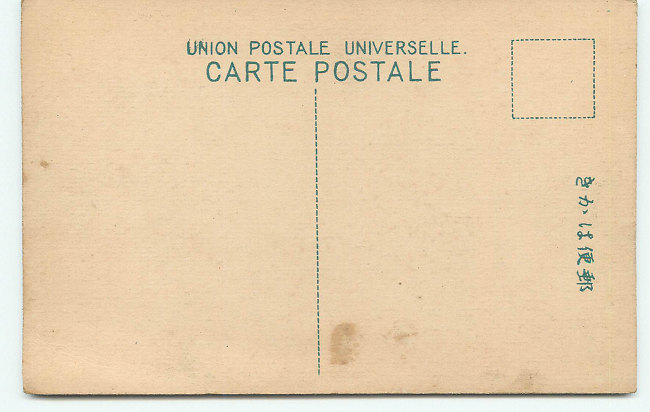 UNION POSTALE UNIVERSELLE.
CARTE POSTALE
郵便はかき